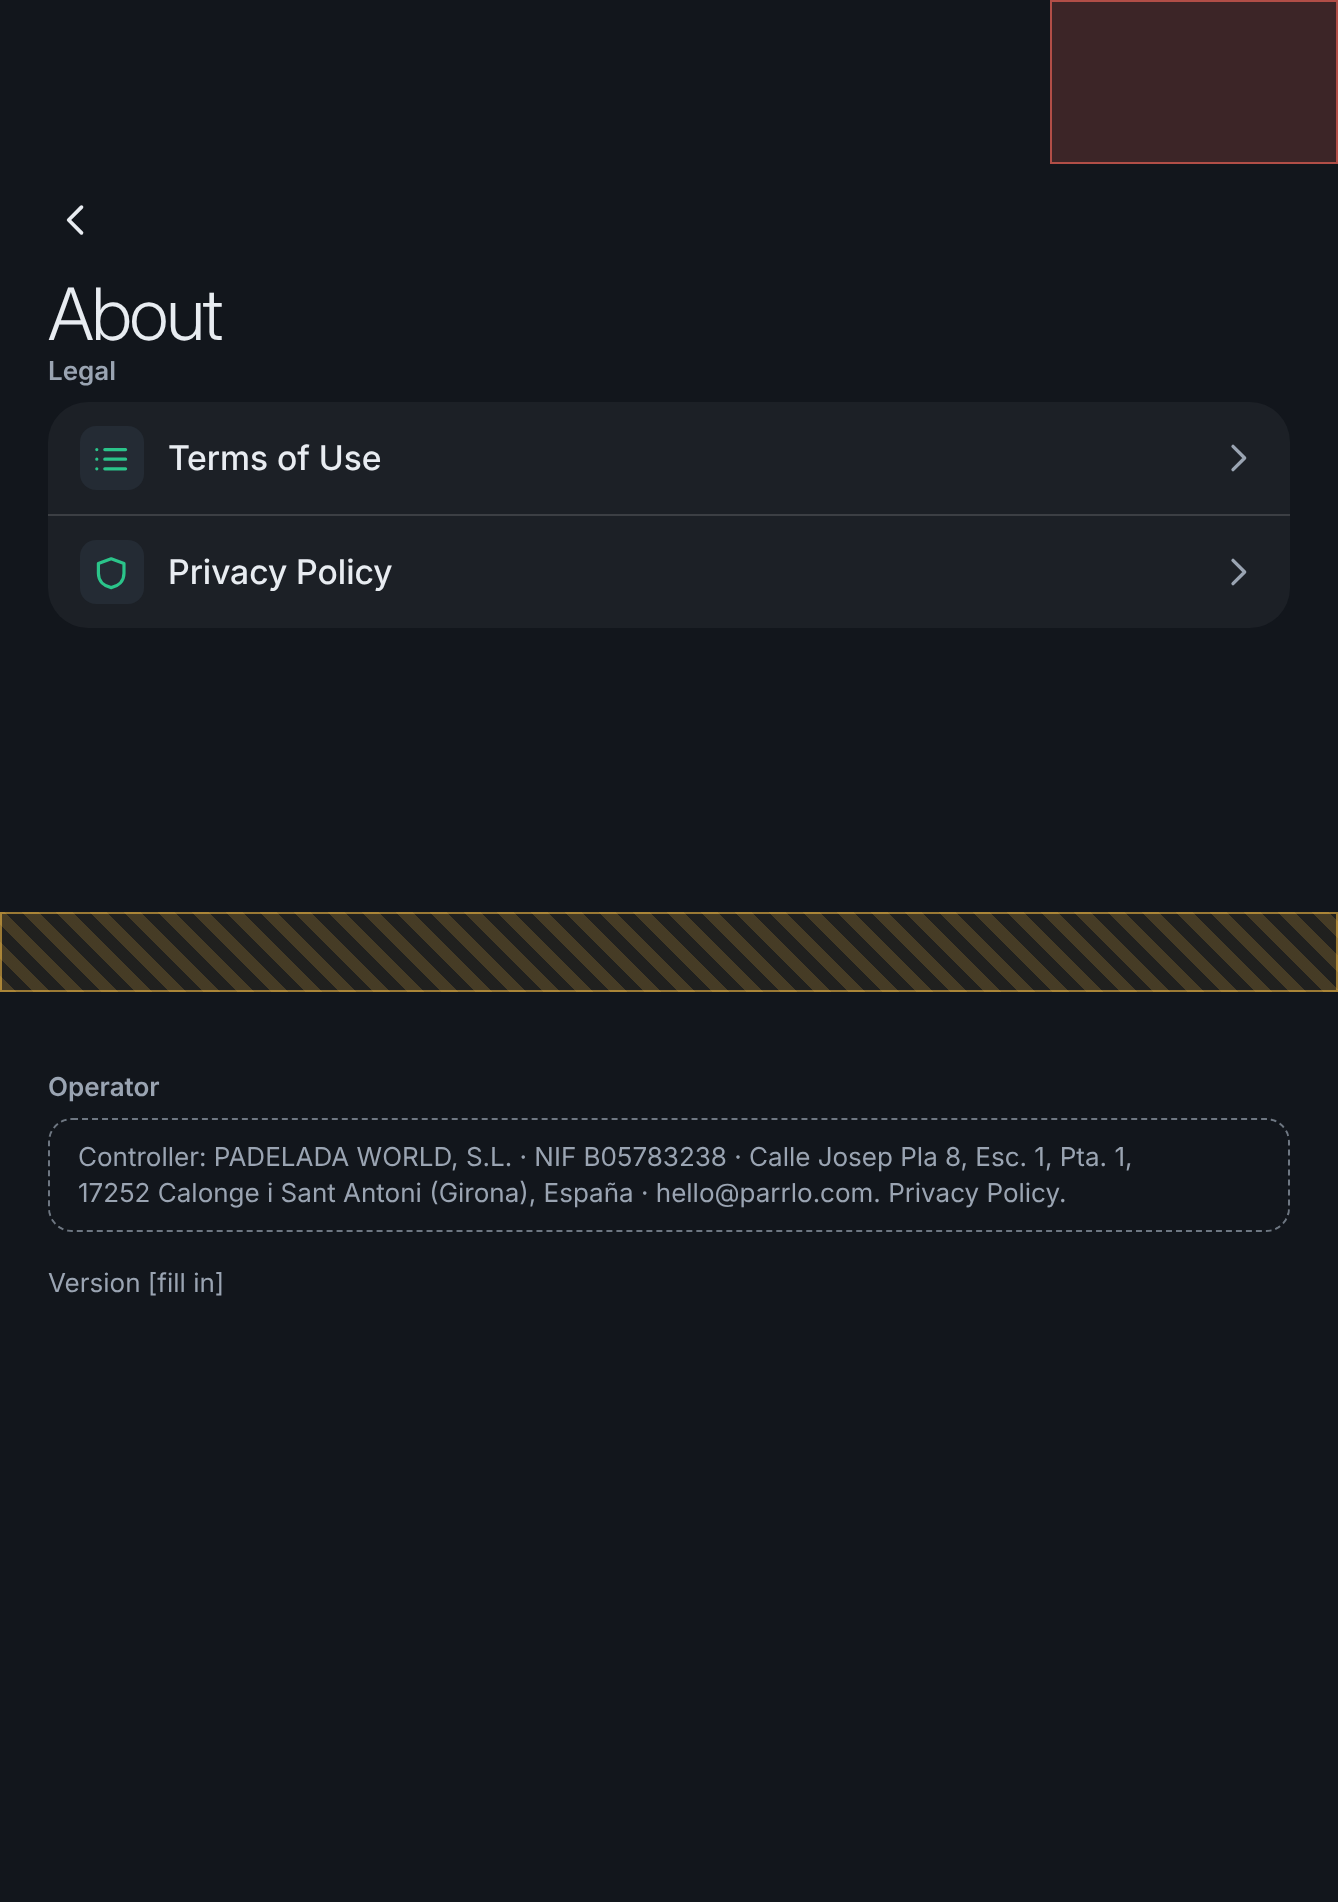 About
Legal
Terms of Use
Privacy Policy
Operator
Controller: PADELADA WORLD, S.L. · NIF B05783238 · Calle Josep Pla 8, Esc. 1, Pta. 1,
17252 Calonge i Sant Antoni (Girona), España · hello@parrlo.com. Privacy Policy.
Version [fill in]